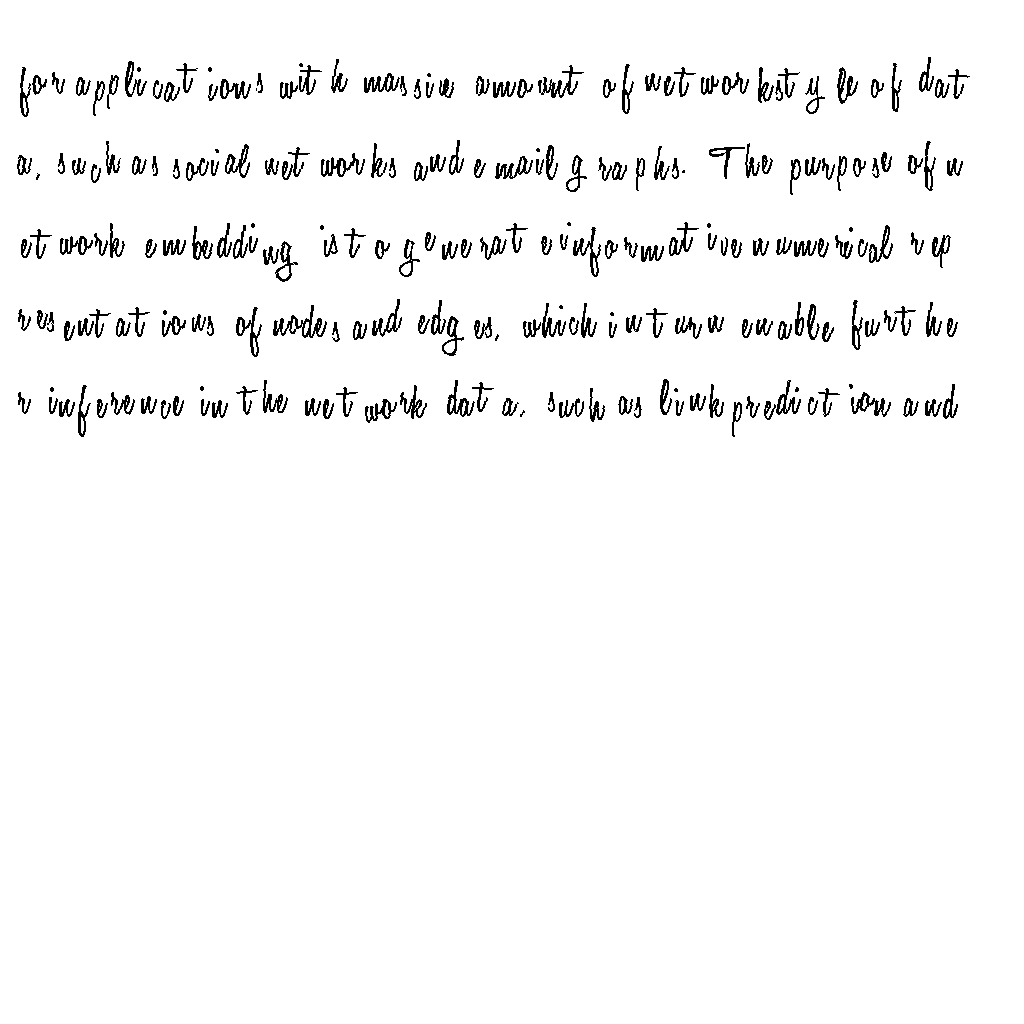 for applications with massive amount of network style of dat
a, such as social networks and email graphs. The purpose of n
etwork embedding is to generate informative numerical rep
resentations of nodes and edges, which in turn enable furthe
r inference in the network data, such as link prediction and